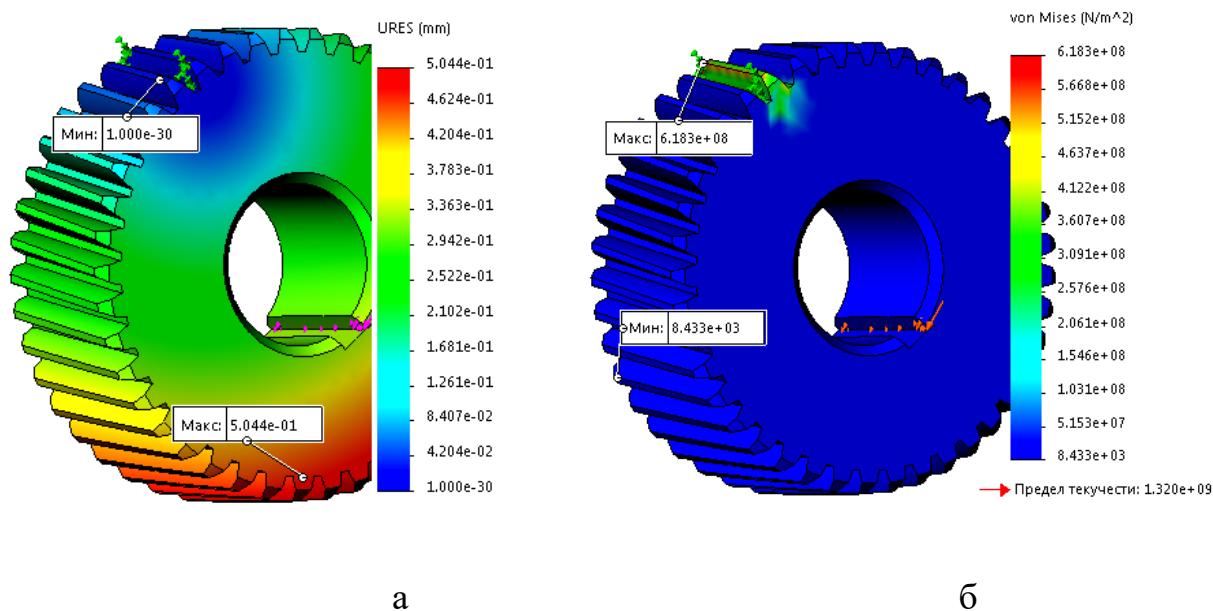 URES (mm)
5.044e-01
4.624e-01
4.204e-01
3.783e-01
3.363e-01
2.942e-01
2.522e-01
2.102e-01
1.681e-01
1.261e-01
8.407e-02
4.204e-02
1.000e-30
Мин: 1.000e-30
Макс: 5.044e-01
а
von Mises (N/m^2)
6.183e+08
5.668e+08
5.152e+08
4.637e+08
4.122e+08
3.607e+08
3.091e+08
2.576e+08
2.061e+08
1.546e+08
1.031e+08
5.153e+07
8.433e+03
Предел текучести: 1.320e+09
Макс: 6.183e+08
Мин: 8.433e+03
б